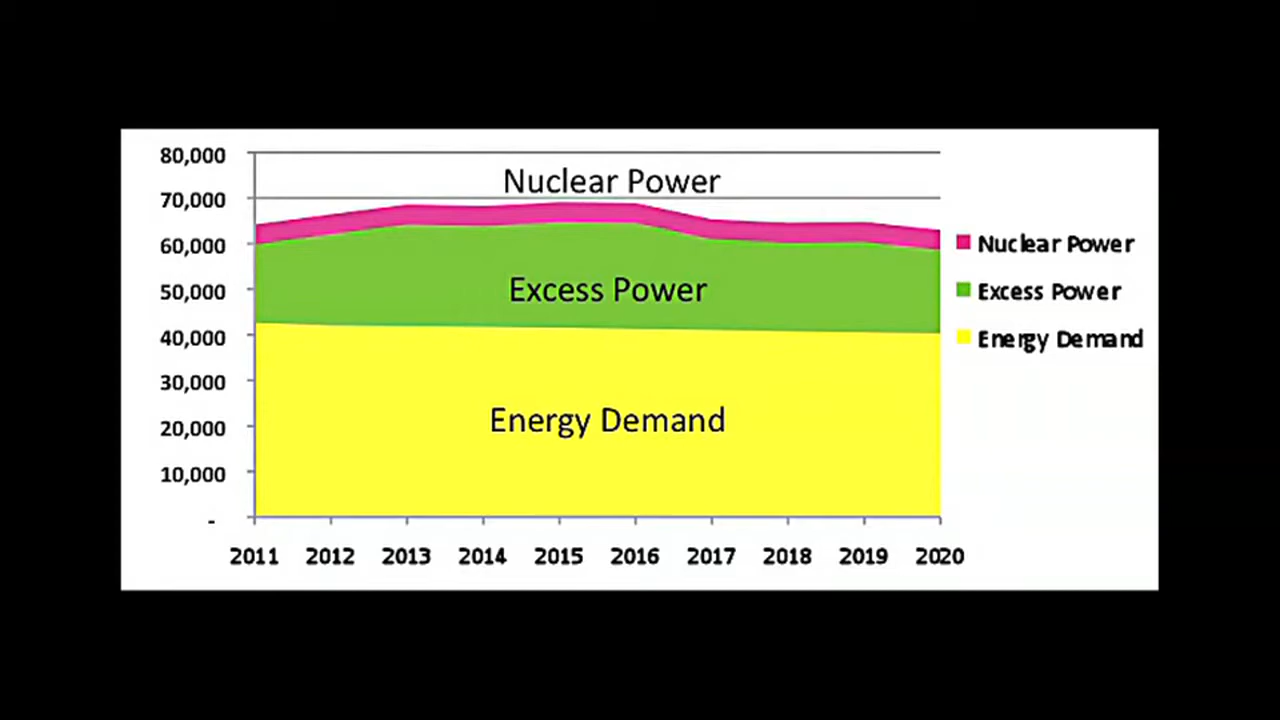 80,000
70,000
60,000
50,000
40,000
30,000
20,000
10,000
-
Nuclear Power
Excess Power
Energy Demand
2011 2012 2013 2014 2015 2016 2017 2018 2019 2020
Nuclear Power
Excess Power
Energy Demand